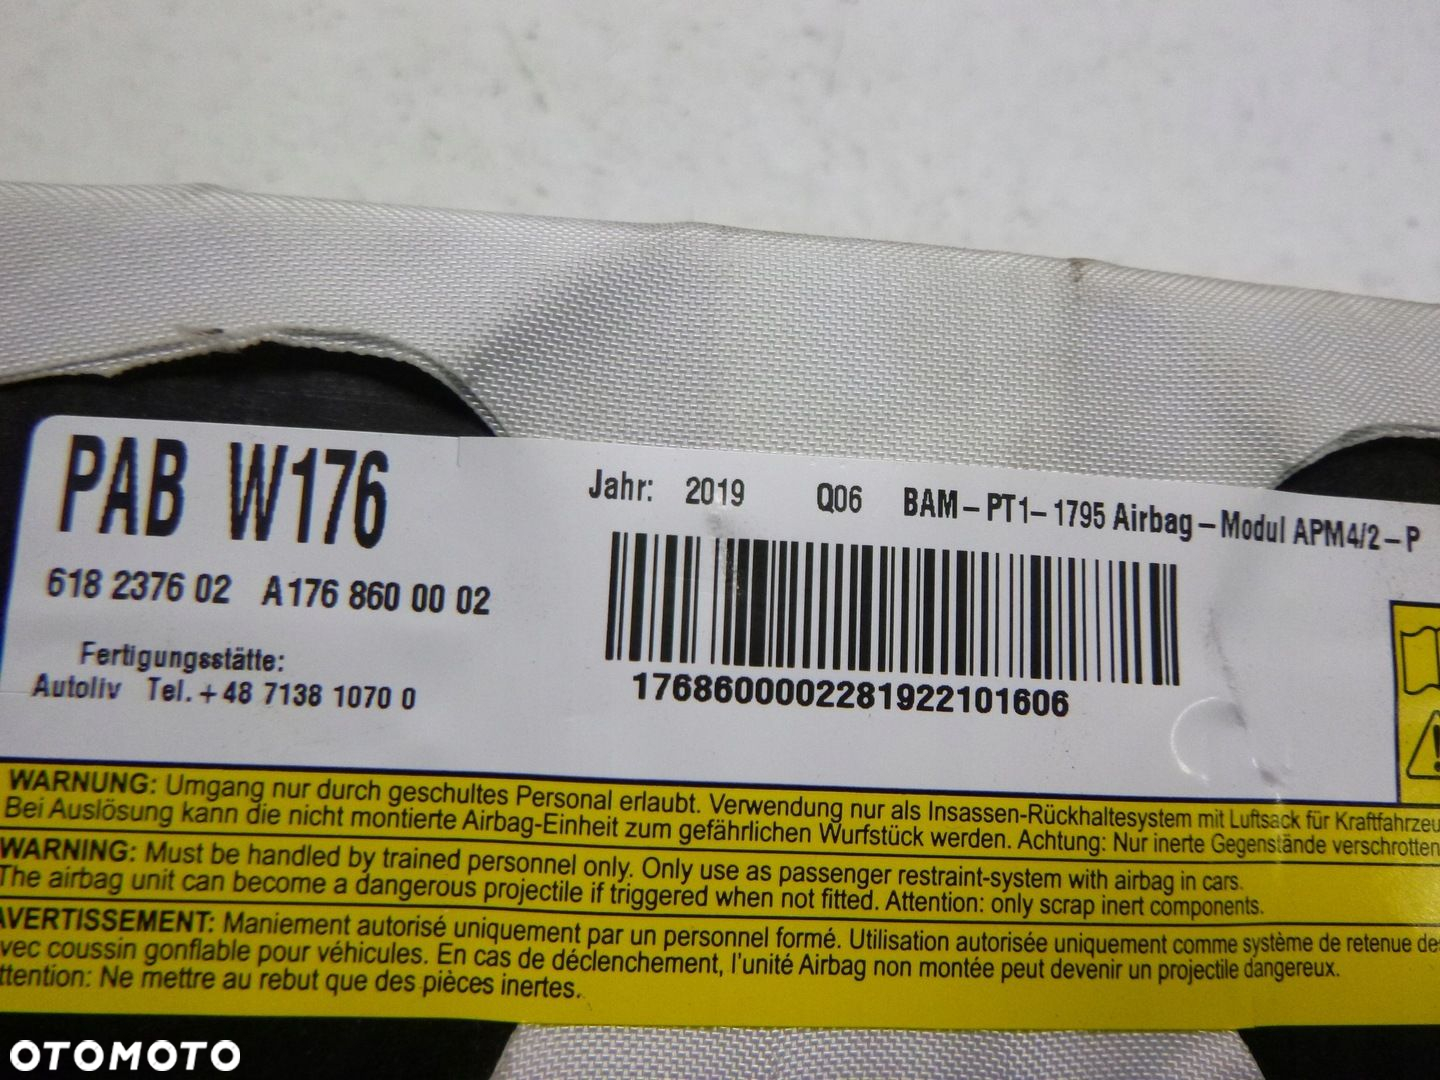 PAB W176
Jahr: 2019 Q06 BAM-PT1-1795 Airbag-Modul APM4/2-P
618 2376 02 A 176 860 00 02
Fertigungsstätte:
Autoliv Tel. +48 7138 1070 0
1768600002281922101606
WARNUNG: Umgang nur durch geschultes Personal erlaubt. Verwendung nur als Insassen-Rückhaltesystem mit Luftsack für Kraftfahrzeu
Bei Auslösung kann die nicht montierte Airbag-Einheit zum gefährlichen Wurfstück werden. Achtung: Nur inerte Gegenstände verschrotten
WARNING: Must be handled by trained personnel only. Only use as passenger restraint-system with airbag in cars.
The airbag unit can become a dangerous projectile if triggered when not fitted. Attention: only scrap inert components.
AVERTISSEMENT: Maniement autorisé uniquement par un personnel formé. Utilisation autorisée uniquement comme système de retenue de
vec coussin gonflable pour véhicules. En cas de déclenchement, l'unité Airbag non montée peut devenir un projectile dangereux.
ttention: Ne mettre au rebut que des pièces inertes.
OTOMOTO